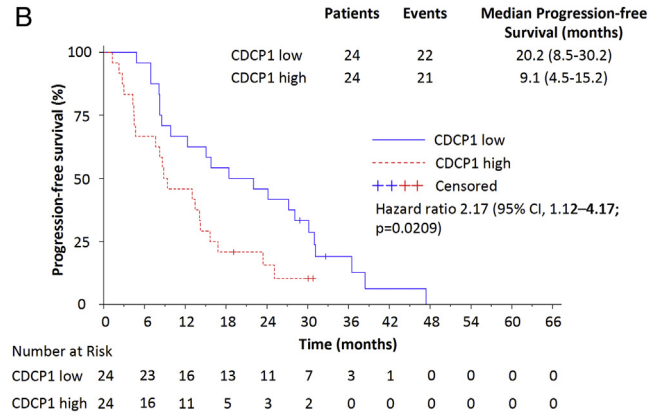 B
Patients Events Median Progression-free
Survival (months)
CDCP1 low 24 22 20.2 (8.5-30.2)
CDCP1 high 24 21 9.1 (4.5-15.2)
Progression-free survival (%)
100
75
50
25
0
CDCP1 low
CDCP1 high
Censored
Hazard ratio 2.17 (95% CI, 1.12–4.17;
p=0.0209)
0 6 12 18 24 30 36 42 48 54 60 66
Time (months)
Number at Risk
CDCP1 low 24 23 16 13 11 7 3 1 0 0 0 0
CDCP1 high 24 16 11 5 3 2 0 0 0 0 0 0